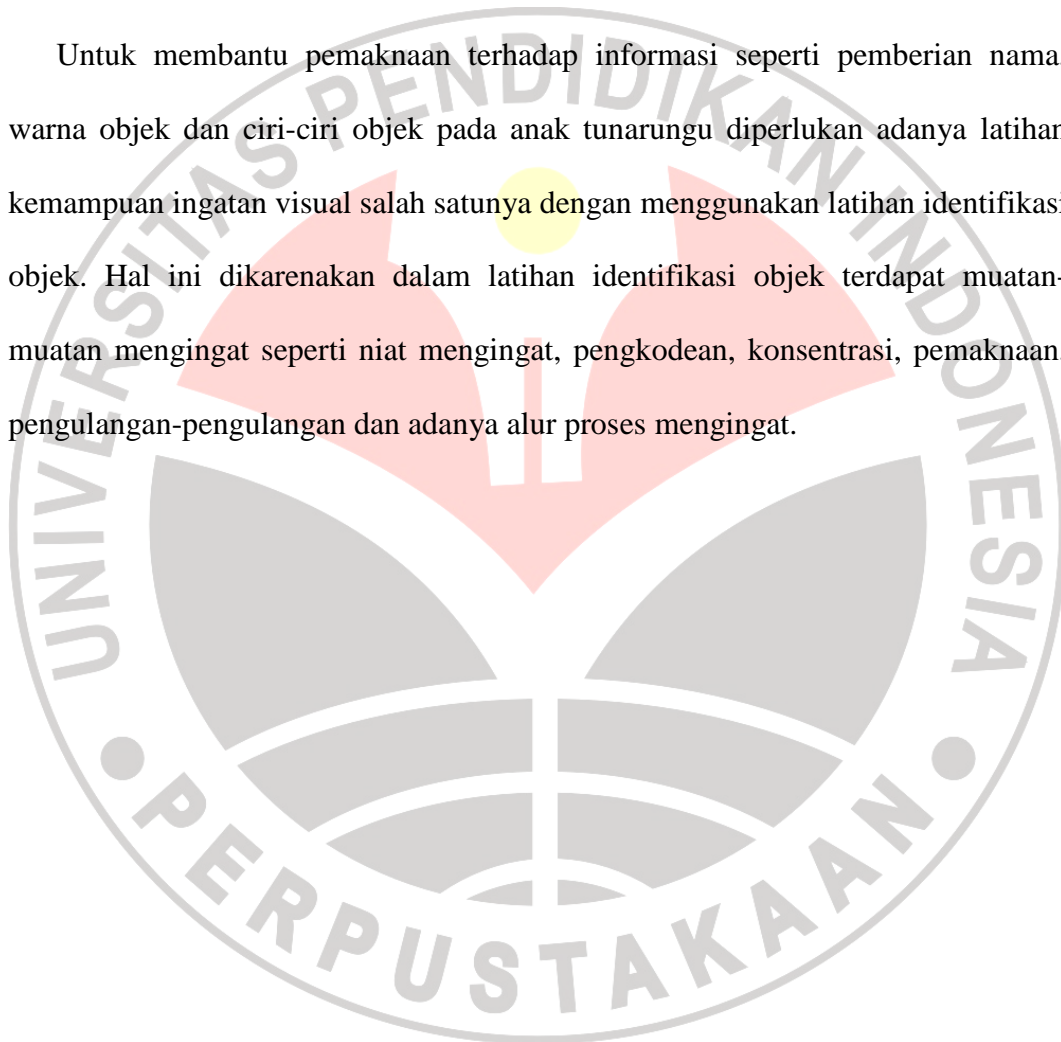 Untuk membantu pemaknaan terhadap informasi seperti pemberian nama,
warna objek dan ciri-ciri objek pada anak tunarungu diperlukan adanya latihan
kemampuan ingatan visual salah satunya dengan menggunakan latihan identifikasi
objek. Hal ini dikarenakan dalam latihan identifikasi objek terdapat muatan-
muatan mengingat seperti niat mengingat, pengkodean, konsentrasi, pemaknaan,
pengulangan-pengulangan dan adanya alur proses mengingat.
UNIVERSITAS PENDIDIKAN INDONESIA
PERPUSTAKAAN